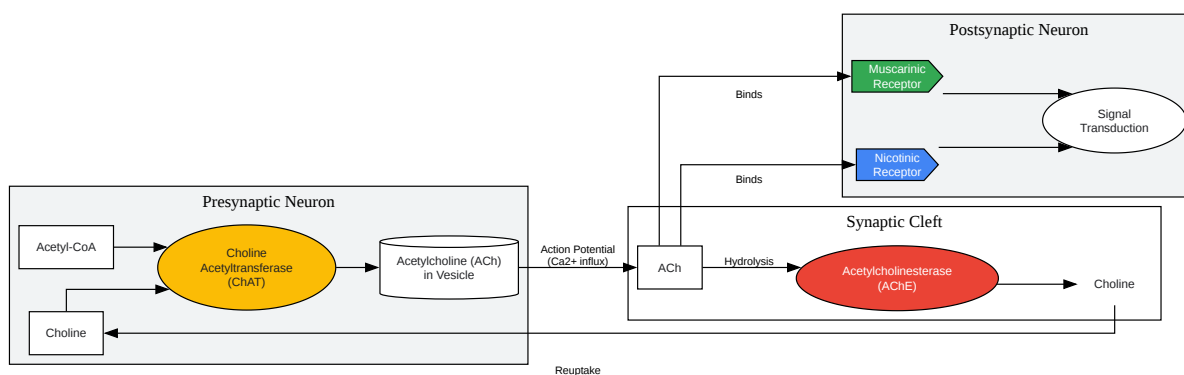 Postsynaptic Neuron
Muscarinic
Receptor
Binds
Signal
Transduction
Nicotinic
Receptor
Binds
Presynaptic Neuron
Acetyl-CoA
Choline
Acetyltransferase
(ChAT)
Acetylcholine (ACh)
in Vesicle
Choline
Action Potential
(Ca2+ influx)
Synaptic Cleft
ACh
Hydrolysis
Acetylcholinesterase
(AChE)
Choline
Reuptake